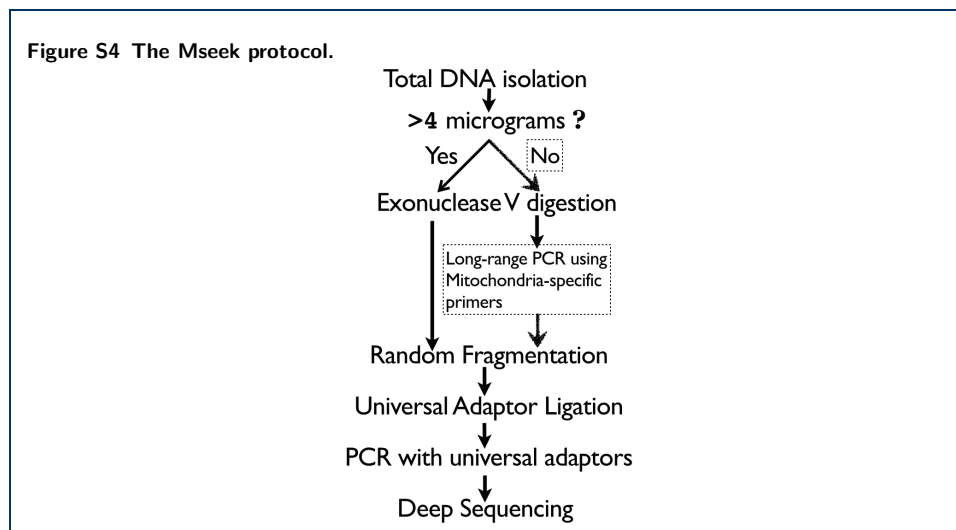 Figure S4 The Mseek protocol.
Total DNA isolation
>4 micrograms ?
Yes
No
Exonuclease V digestion
Long-range PCR using
Mitochondria-specific
primers
Random Fragmentation
Universal Adaptor Ligation
PCR with universal adaptors
Deep Sequencing